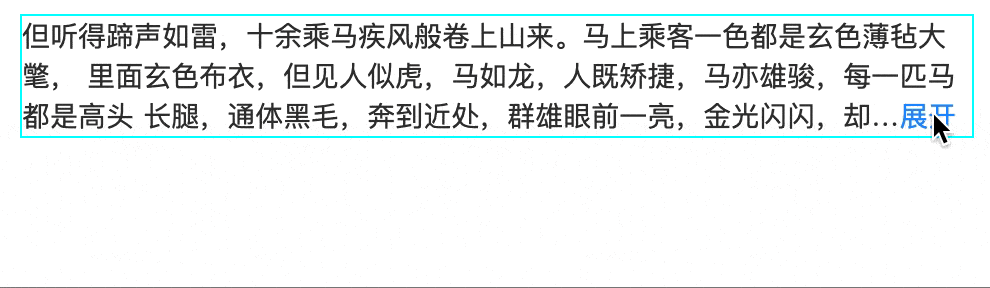 但听得蹄声如雷，十余乘马疾风般卷上山来。马上乘客一色都是玄色薄毡大
氅， 里面玄色布衣，但见人似虎，马如龙，人既矫捷，马亦雄骏，每一匹马
都是高头 长腿，通体黑毛，奔到近处，群雄眼前一亮，金光闪闪，却...展开